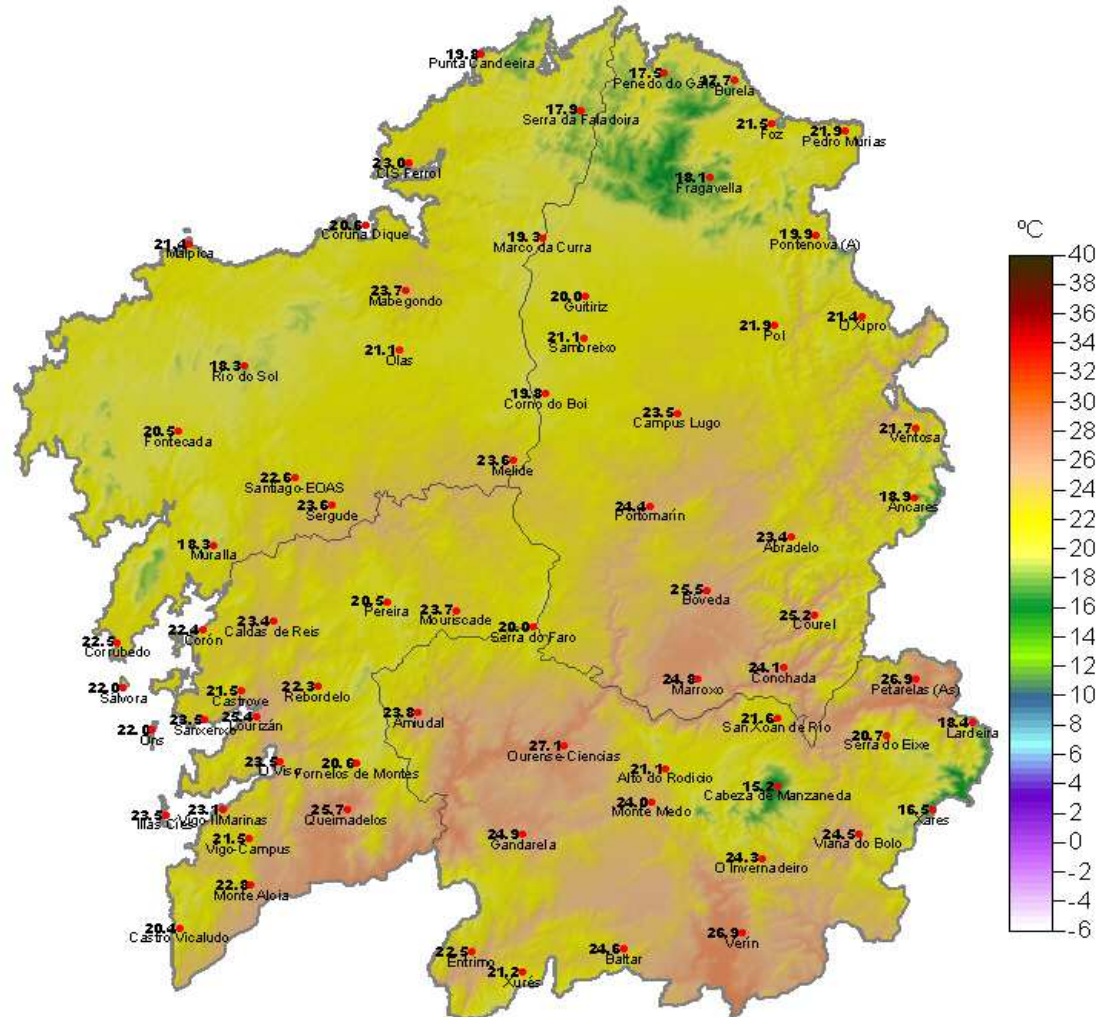 19.8
Punta Candeeira
17.5
Penedo do Galo
17.7
Burela
17.9
Serra da Faladoira
21.5
Foz
21.9
Pedro Murias
23.0
CIS Ferrol
18.1
Fragavella
20.6
Coruna Dique
21.4
Malpica
19.3
Marco da Curra
19.9
Pontenova (A)
ºC
23.7
Mabegondo
20.0
Guitiriz
21.4
O Xipro
21.9
Pol
21.1
Sambreixo
21.1
Olas
18.3
Rio do Sol
19.8
Corno do Boi
23.5
Campus Lugo
20.5
Fontecada
21.7
Ventosa
23.6
Melide
22.6
Santiago-EOAS
23.6
Sergude
24.4
Portomarín
18.9
Ancares
23.4
Abradelo
18.3
Muralla
25.5
Bóveda
20.5
Pereira
23.7
Mouriscade
25.2
Courel
23.4
Caldas de Reis
22.4
Corón
20.0
Serra do Faro
22.5
Corrubedo
24.1
Conchada
24.8
Marroxo
26.9
Petarelas (As)
22.0
Sálvora
21.5
Castrove
22.3
Rebordelo
23.8
Amiudal
25.4
Lourizán
23.5
Sanxenxo
22.0
Ons
21.6
San Xoan de Río
18.4
Lardeira
20.7
Serra do Eixe
27.1
Ourense-Ciencias
23.5
O Viso
20.6
Fornelos de Montes
21.1
Alto do Rodicio
15.2
Cabeza de Manzaneda
24.0
Monte Medo
23.5
Illas Cíes
23.1
Vigo-IIMarinas
25.7
Queimadelos
16.5
Xares
21.5
Vigo-Campus
24.9
Gandarela
24.5
Viana do Bolo
24.3
O Invernadeiro
22.8
Monte Aloia
20.4
Castro Vicaludo
26.9
Verín
22.5
Entrimo
24.6
Baltar
21.2
Xurés
40
38
36
34
32
30
28
26
24
22
20
18
16
14
12
10
8
6
4
2
0
-2
-4
-6